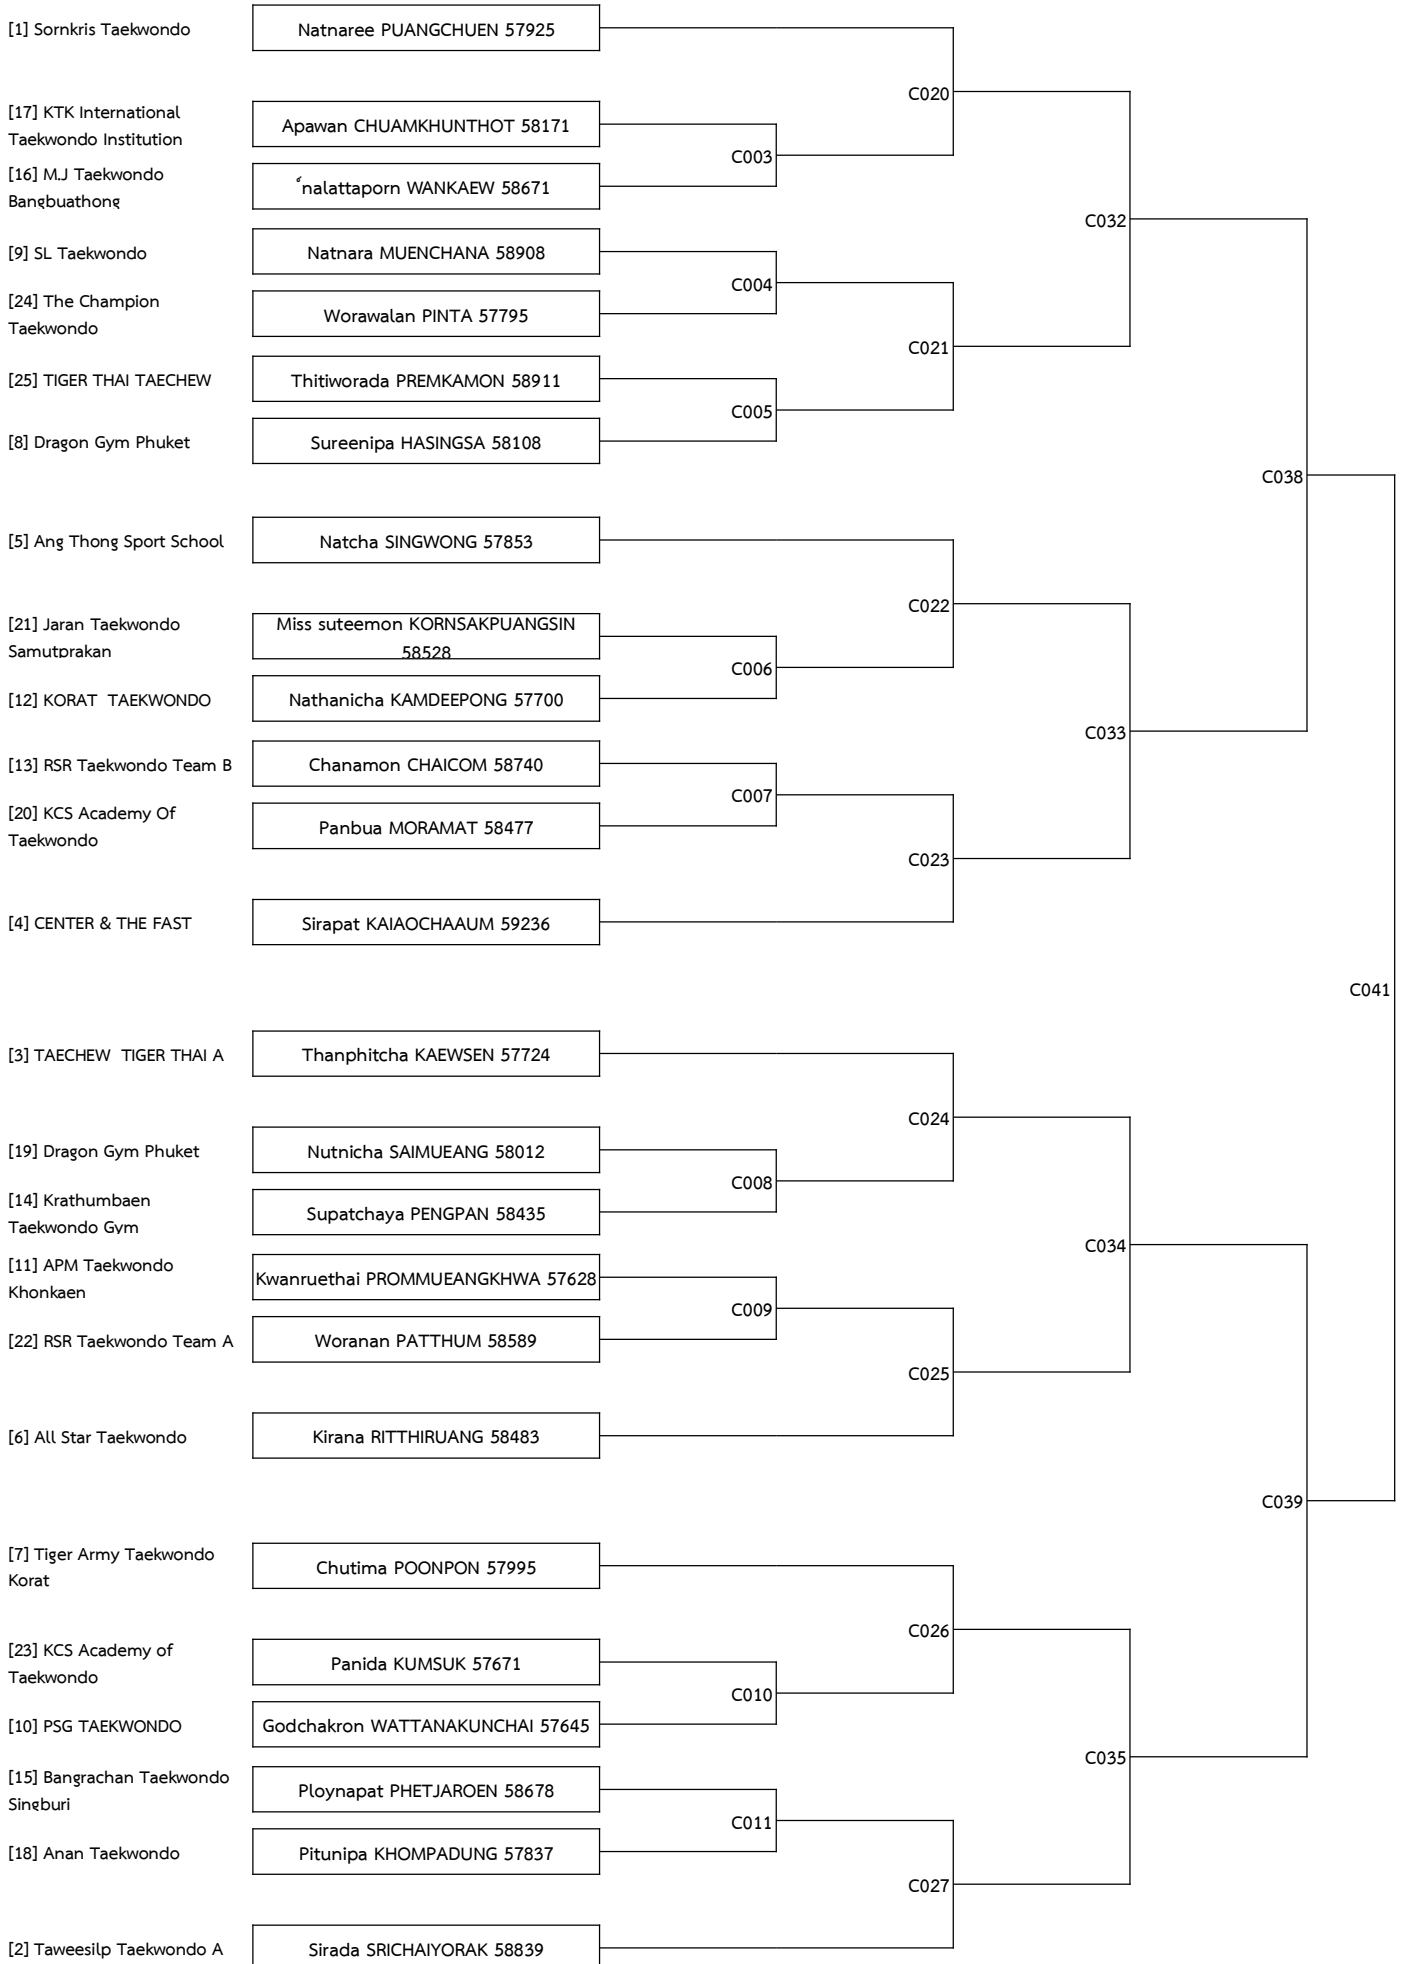 [1] Sornkris Taekwondo
Natnaree PUANGCHUEN 57925
C020
[17] KTK International
Taekwondo Institution
Apawan CHUAMKHUNTHOT 58171
C003
[16] M.J Taekwondo
Bangbuathong
์nalattaporn WANKAEW 58671
C032
[9] SL Taekwondo
Natnara MUENCHANA 58908
C004
[24] The Champion
Taekwondo
Worawalan PINTA 57795
C021
[25] TIGER THAI TAECHEW
Thitiworada PREMKAMON 58911
C005
[8] Dragon Gym Phuket
Sureenipa HASINGSA 58108
C038
[5] Ang Thong Sport School
Natcha SINGWONG 57853
C022
[21] Jaran Taekwondo
Samutprakan
Miss suteemon KORNSAKPUANGSIN
58528
C006
[12] KORAT  TAEKWONDO
Nathanicha KAMDEEPONG 57700
C033
[13] RSR Taekwondo Team B
Chanamon CHAICOM 58740
C007
[20] KCS Academy Of
Taekwondo
Panbua MORAMAT 58477
C023
[4] CENTER & THE FAST
Sirapat KAIAOCHAAUM 59236
C041
[3] TAECHEW  TIGER THAI A
Thanphitcha KAEWSEN 57724
C024
[19] Dragon Gym Phuket
Nutnicha SAIMUEANG 58012
C008
[14] Krathumbaen
Taekwondo Gym
Supatchaya PENGPAN 58435
C034
[11] APM Taekwondo
Khonkaen
Kwanruethai PROMMUEANGKHWA 57628
C009
[22] RSR Taekwondo Team A
Woranan PATTHUM 58589
C025
[6] All Star Taekwondo
Kirana RITTHIRUANG 58483
C039
[7] Tiger Army Taekwondo
Korat
Chutima POONPON 57995
C026
[23] KCS Academy of
Taekwondo
Panida KUMSUK 57671
C010
[10] PSG TAEKWONDO
Godchakron WATTANAKUNCHAI 57645
C035
[15] Bangrachan Taekwondo
Singburi
Ploynapat PHETJAROEN 58678
C011
[18] Anan Taekwondo
Pitunipa KHOMPADUNG 57837
C027
[2] Taweesilp Taekwondo A
Sirada SRICHAIYORAK 58839